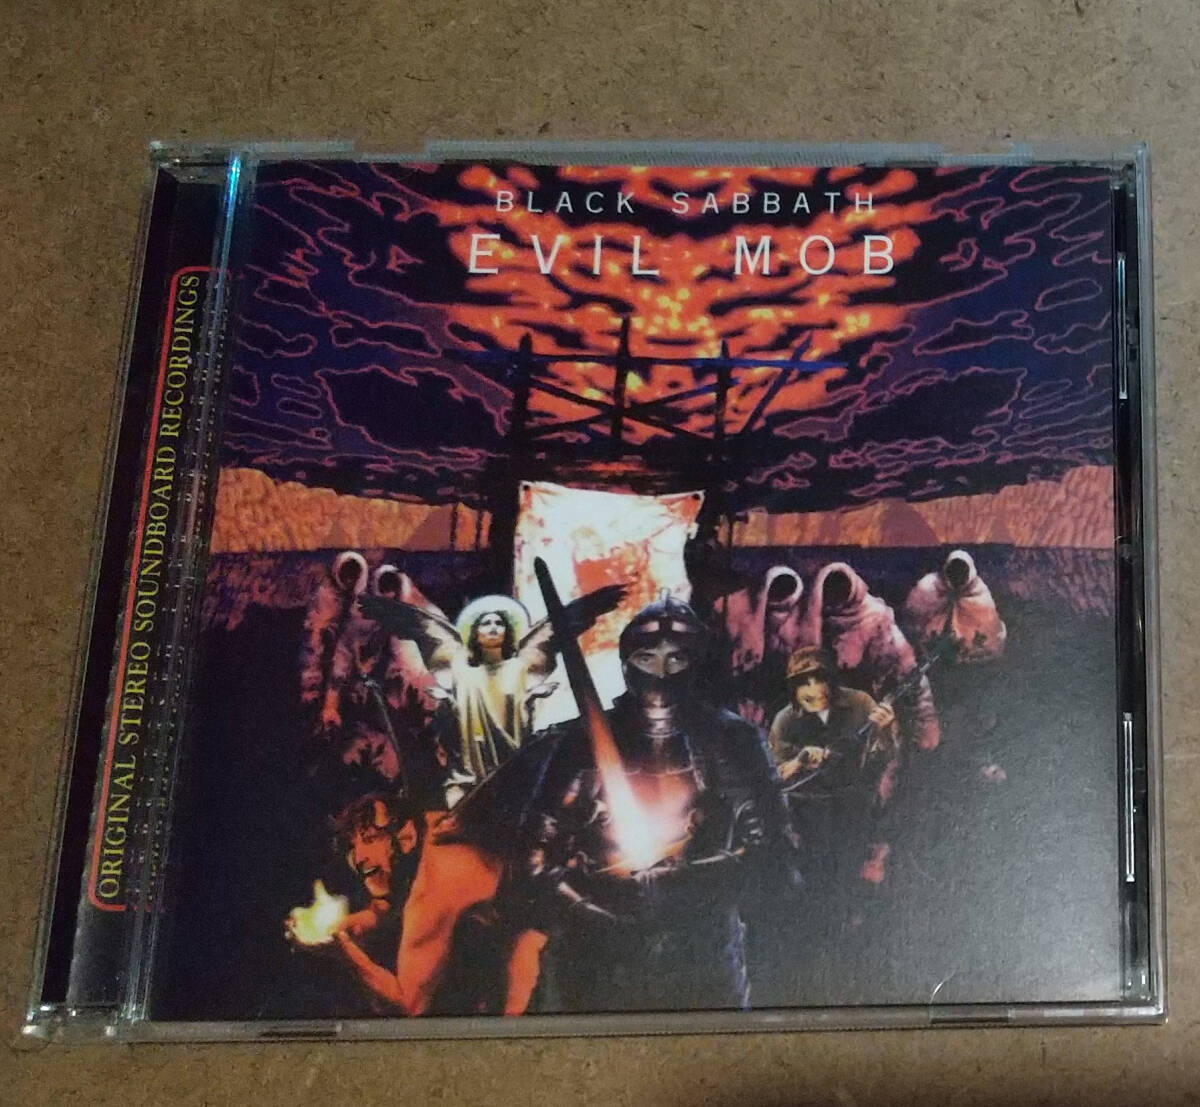 BLACK SABBATH
EVIL MOB
ORIGINAL STEREO SOUNDBOARD RECORDINGS